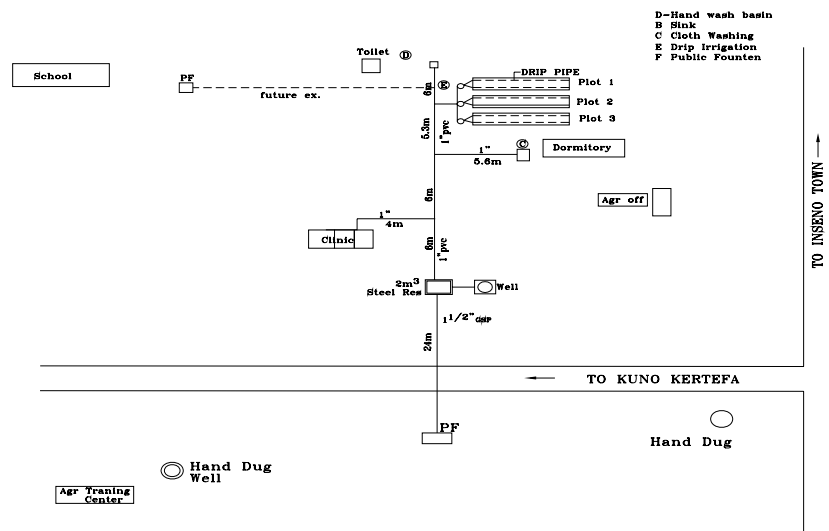 D-Hand wash basin
B Sink
C Cloth Washing
E Drip Irrigation
F Public Founten
School
PF
future ex.
Toilet
D
6m
E
DRIP PIPE
Plot 1
Plot 2
Plot 3
5.3m
1"pvc
1"
5.6m
C
Dormitory
6m
Agr off
1"
4m
Clinic
6m
1"pvc
2m³
Steel Res
Well
1 1/2" GSIP
24m
TO INSENO TOWN
TO KUNO KERTEFA
PF
Hand Dug
Hand Dug
Well
Agr Traning
Center